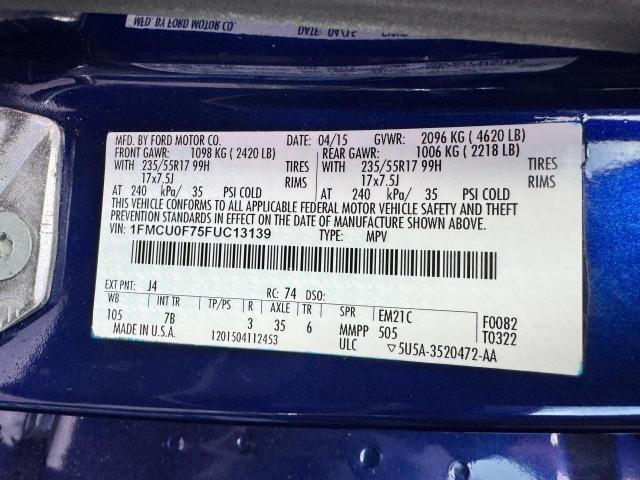 MFD. BY FORD MOTOR CO.
MFD. BY FORD MOTOR CO. DATE: 04/15 GVWR: 2096 KG ( 4620 LB)
FRONT GAWR: 1098 KG ( 2420 LB) REAR GAWR: 1006 KG ( 2218 LB)
WITH 235/55R17 99H TIRES WITH 235/55R17 99H TIRES
17x7.5J RIMS 17x7.5J RIMS
AT 240 kPa/ 35 PSI COLD AT 240 kPa/ 35 PSI COLD
THIS VEHICLE CONFORMS TO ALL APPLICABLE FEDERAL MOTOR VEHICLE SAFETY AND THEFT
PREVENTION STANDARDS IN EFFECT ON THE DATE OF MANUFACTURE SHOWN ABOVE.
VIN: 1FMCU0F75FUC13139 TYPE: MPV
EXT PNT: J4 RC: 74 DSO:
WB INT TR TP/PS R AXLE TR SPR EM21C F0082
105 7B 3 35 6 MMPP 505 T0322
MADE IN U.S.A. 1201504112453 ULC ▽5U5A-3520472-AA